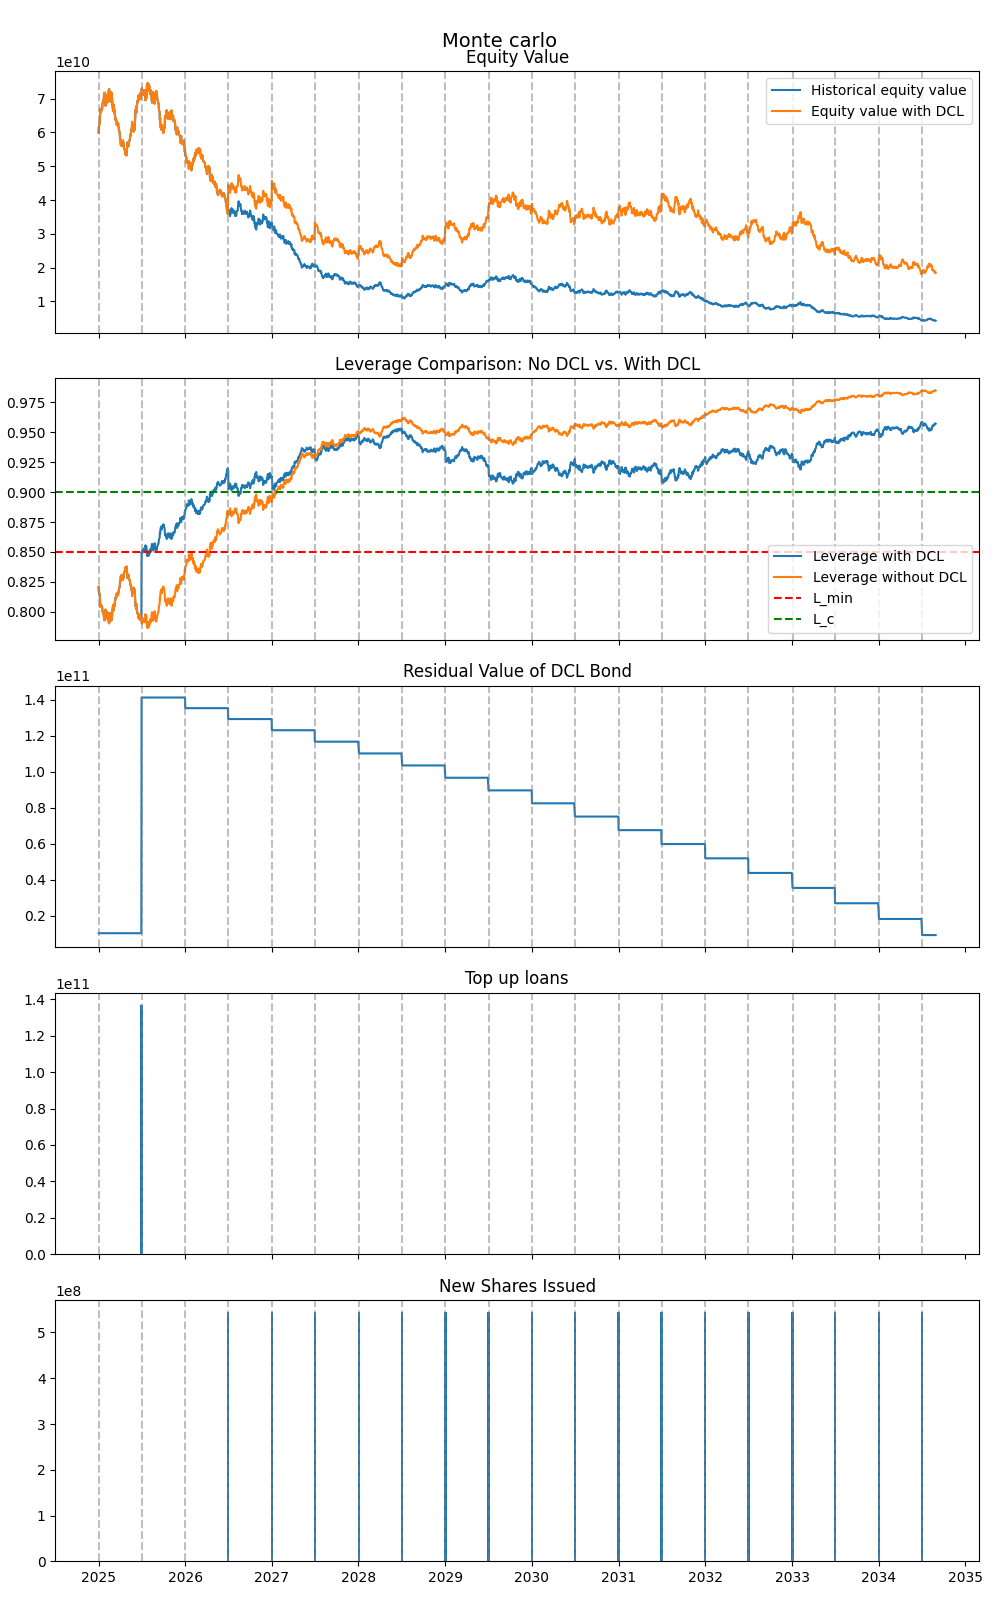 Monte carlo
Equity Value
1e10
7
6
5
4
3
2
1
Historical equity value
Equity value with DCL
Leverage Comparison: No DCL vs. With DCL
0.975
0.950
0.925
0.900
0.875
0.850
0.825
0.800
Leverage with DCL
Leverage without DCL
L_min
L_c
Residual Value of DCL Bond
1e11
1.4
1.2
1.0
0.8
0.6
0.4
0.2
Top up loans
1e11
1.4
1.2
1.0
0.8
0.6
0.4
0.2
0.0
New Shares Issued
1e8
5
4
3
2
1
0
2025 2026 2027 2028 2029 2030 2031 2032 2033 2034 2035